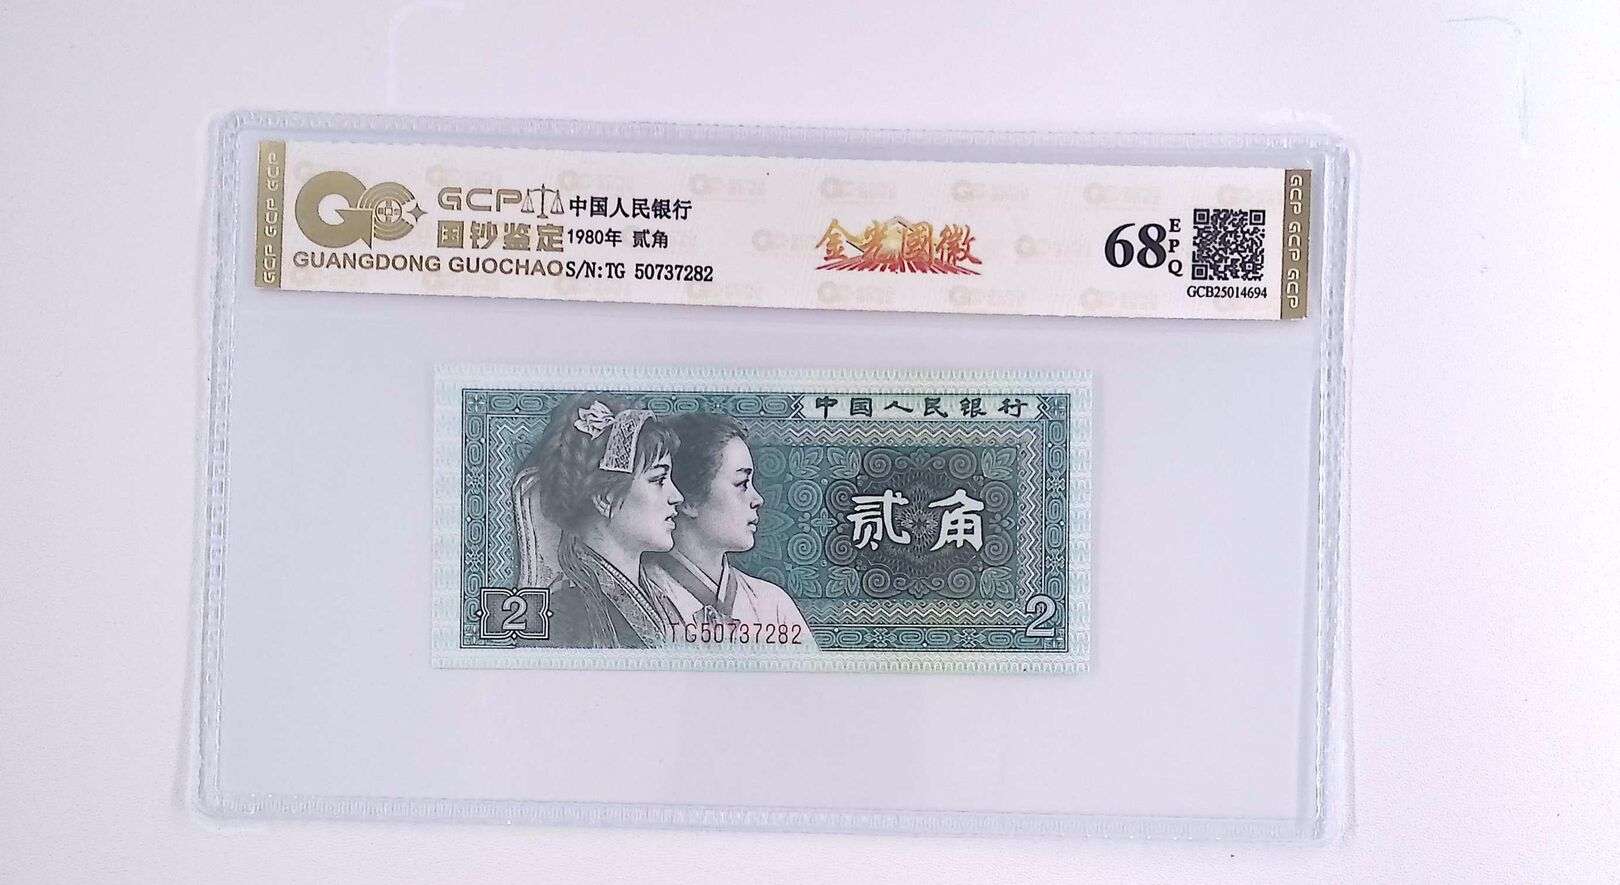 GCP 中国人民银行
国钞鉴定 1980年 贰角
GUANGDONG GUOCHAO S/N:TG 50737282
金光國徽
68 EPQ
GCB25014694
GCP GCP GCP
GCP GCP GCP
中国人民银行
贰角
2
TG50737282
2